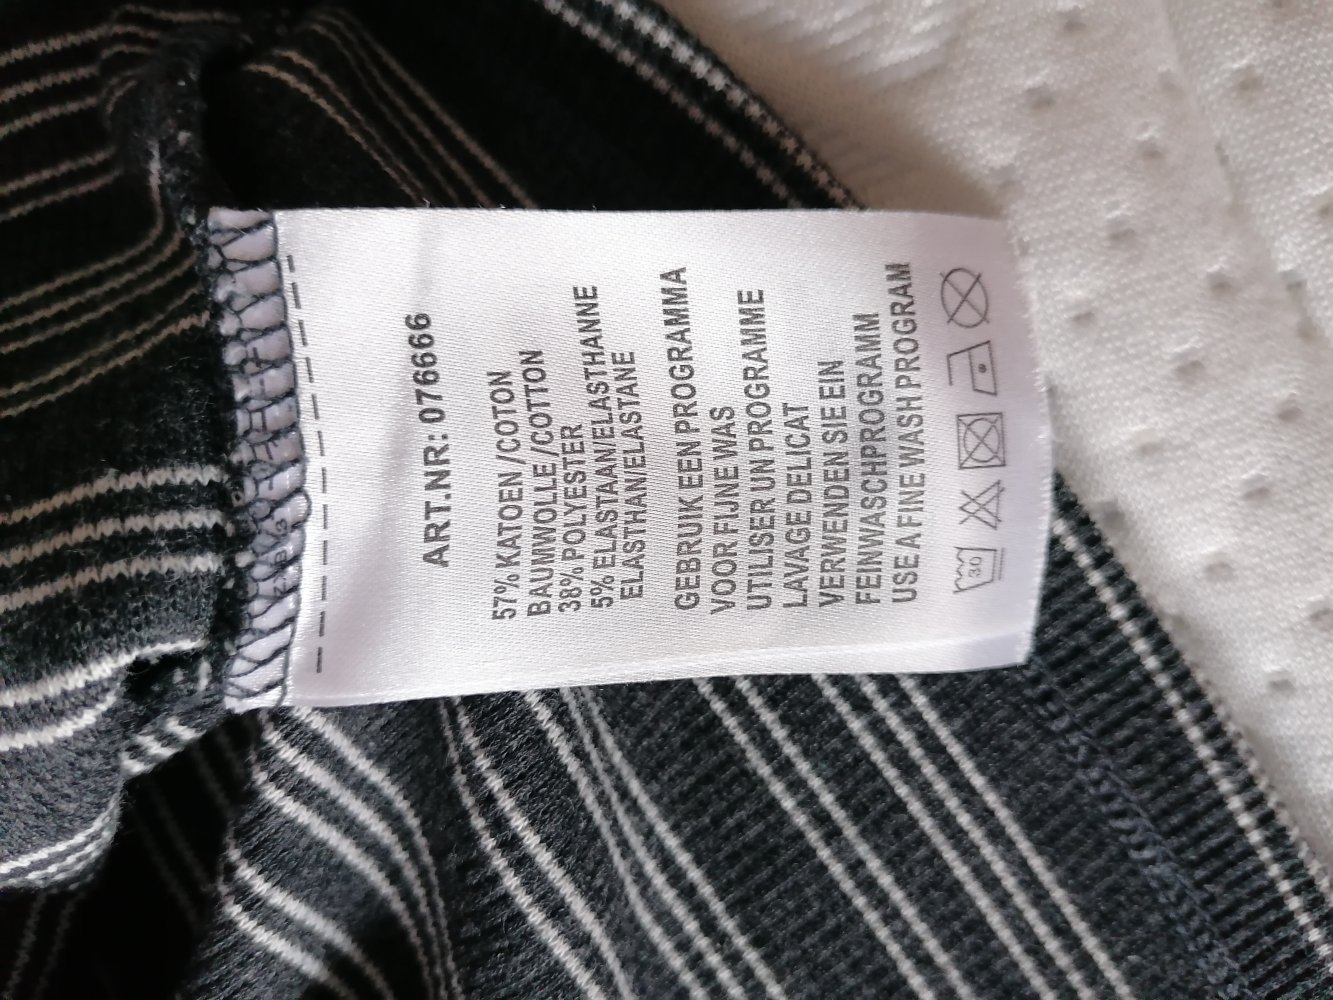 ART.NR: 076666
57% KATOEN/COTON
BAUMWOLLE/COTTON
38% POLYESTER
5% ELASTAAN/ELASTHANNE
ELASTHAN/ELASTANE
GEBRUIK EEN PROGRAMMA
VOOR FIJNE WAS
UTILISER UN PROGRAMME
LAVAGE DELICAT
VERWENDEN SIE EIN
FEINWASCHPROGRAMM
USE A FINE WASH PROGRAM
30